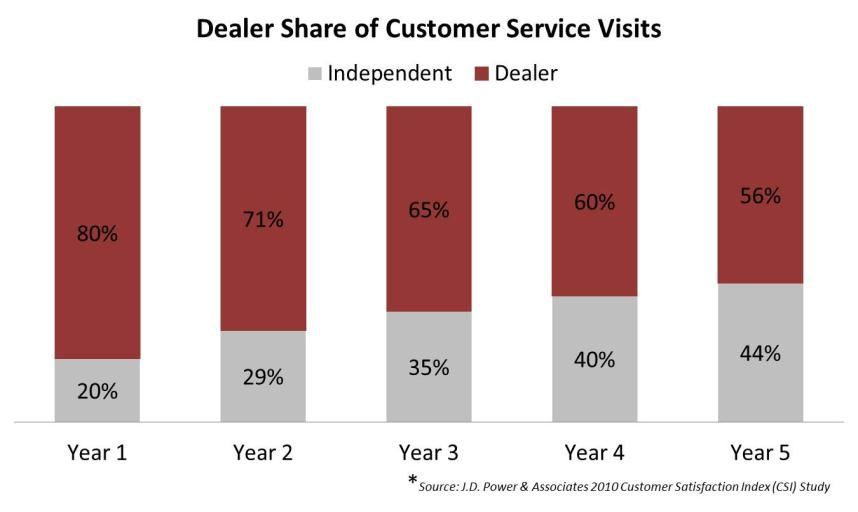 Dealer Share of Customer Service Visits
Independent Dealer
80% 71% 65% 60% 56%
20% 29% 35% 40% 44%
Year 1 Year 2 Year 3 Year 4 Year 5
*Source: J.D. Power & Associates 2010 Customer Satisfaction Index (CSI) Study